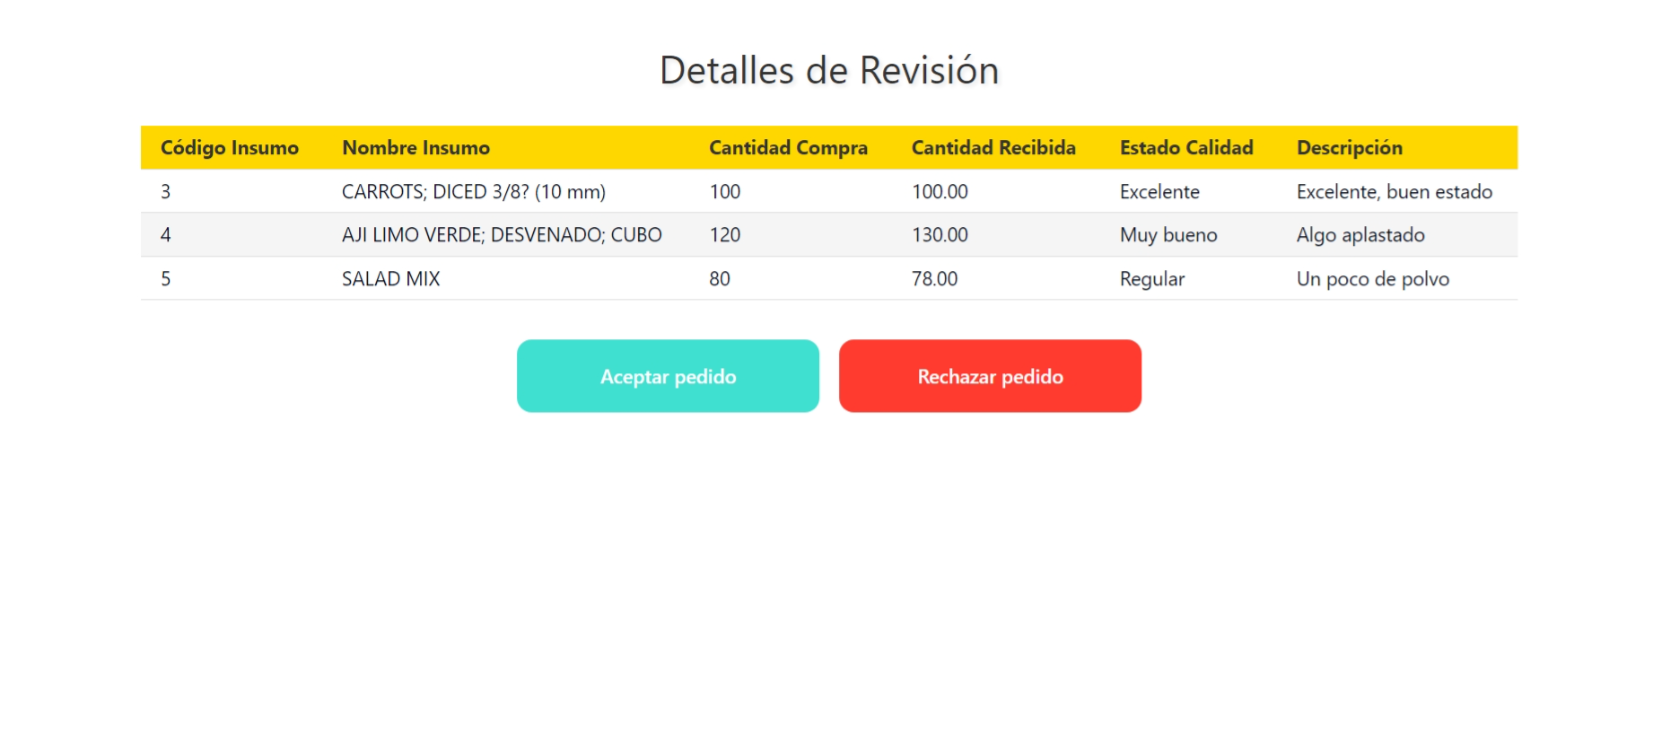 Detalles de Revisión
Código Insumo Nombre Insumo Cantidad Compra Cantidad Recibida Estado Calidad Descripción
3 CARROTS; DICED 3/8? (10 mm) 100 100.00 Excelente Excelente, buen estado
4 AJI LIMO VERDE; DESVENADO; CUBO 120 130.00 Muy bueno Algo aplastado
5 SALAD MIX 80 78.00 Regular Un poco de polvo
Aceptar pedido Rechazar pedido